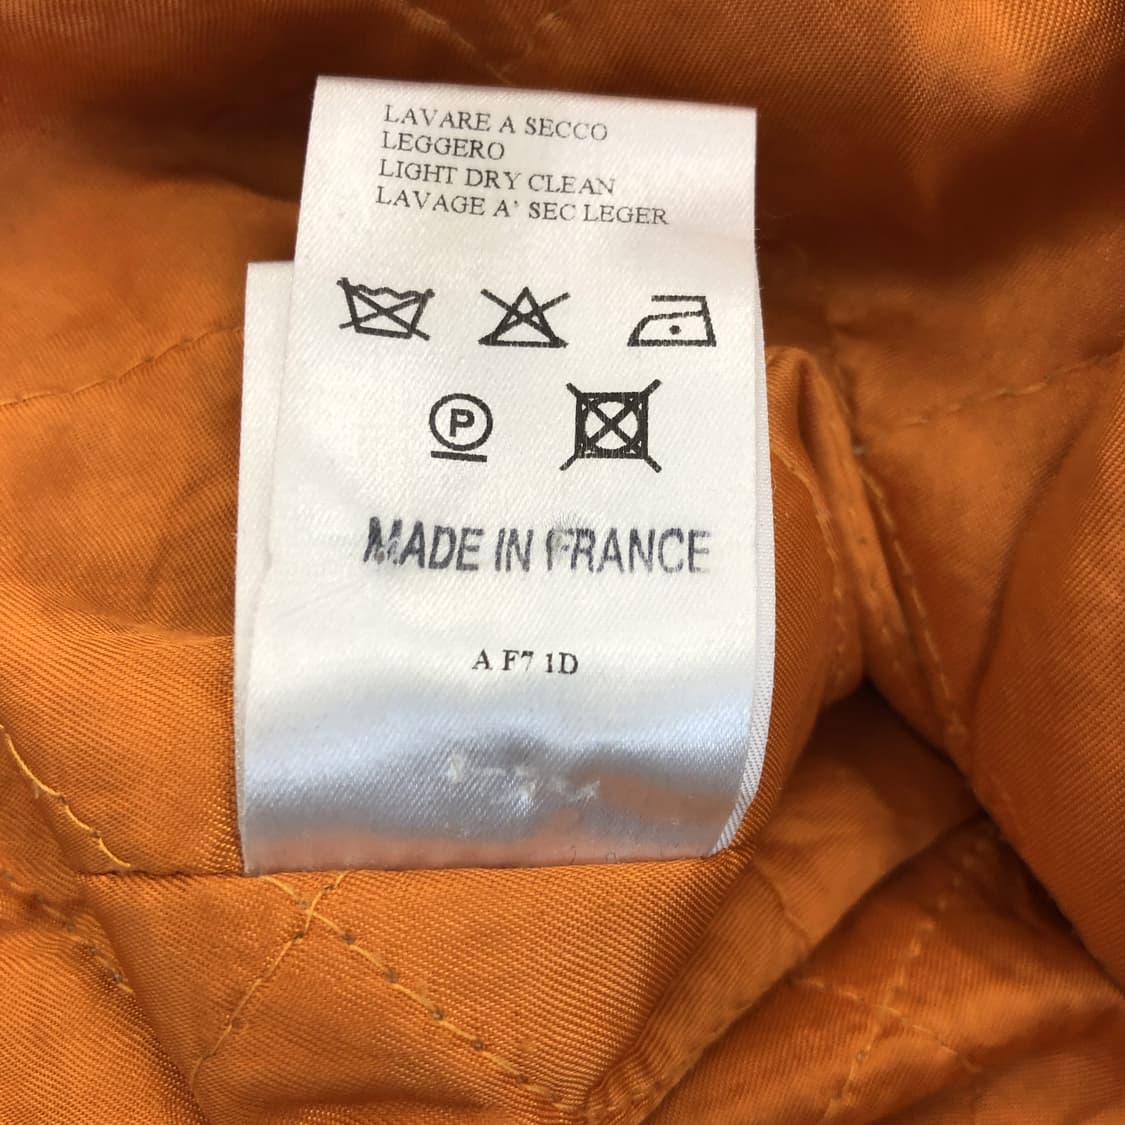 LAVARE A SECCO
LEGGERO
LIGHT DRY CLEAN
LAVAGE A' SEC LEGER
P
MADE IN FRANCE
A F7 1D